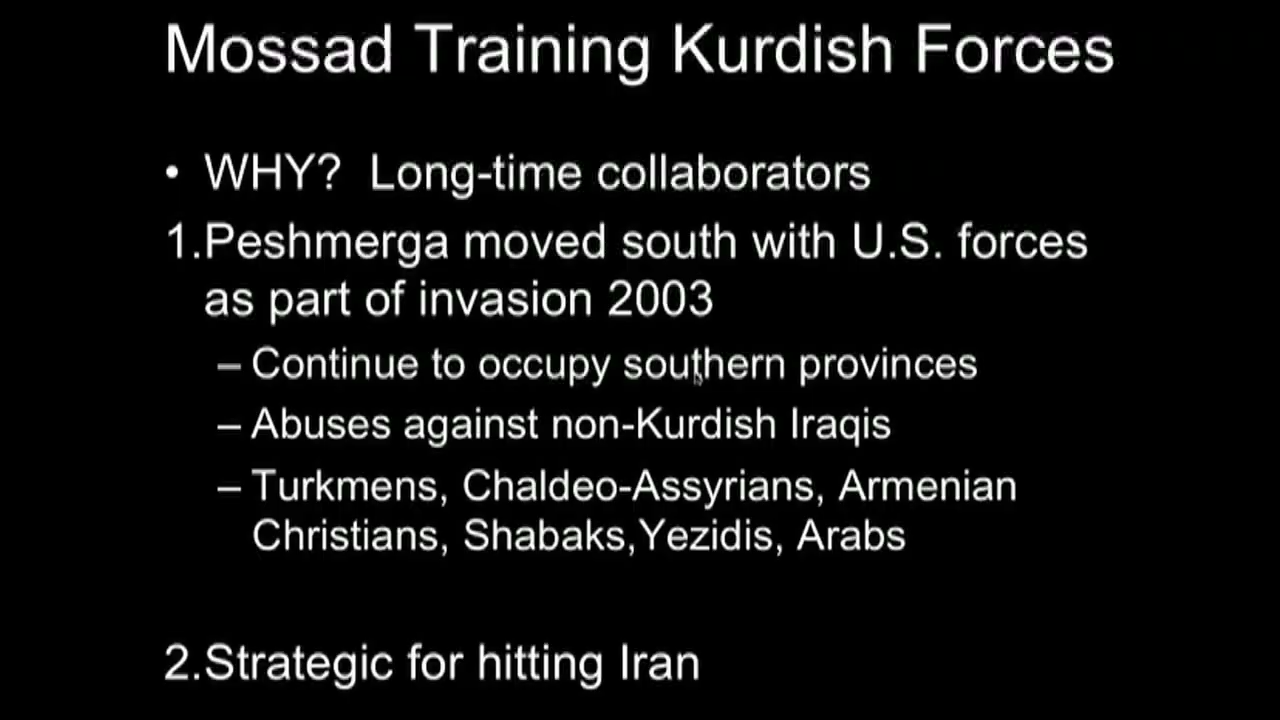 Mossad Training Kurdish Forces
• WHY? Long-time collaborators
1.Peshmerga moved south with U.S. forces
as part of invasion 2003
– Continue to occupy southern provinces
– Abuses against non-Kurdish Iraqis
– Turkmens, Chaldeo-Assyrians, Armenian
Christians, Shabaks,Yezidis, Arabs
2.Strategic for hitting Iran